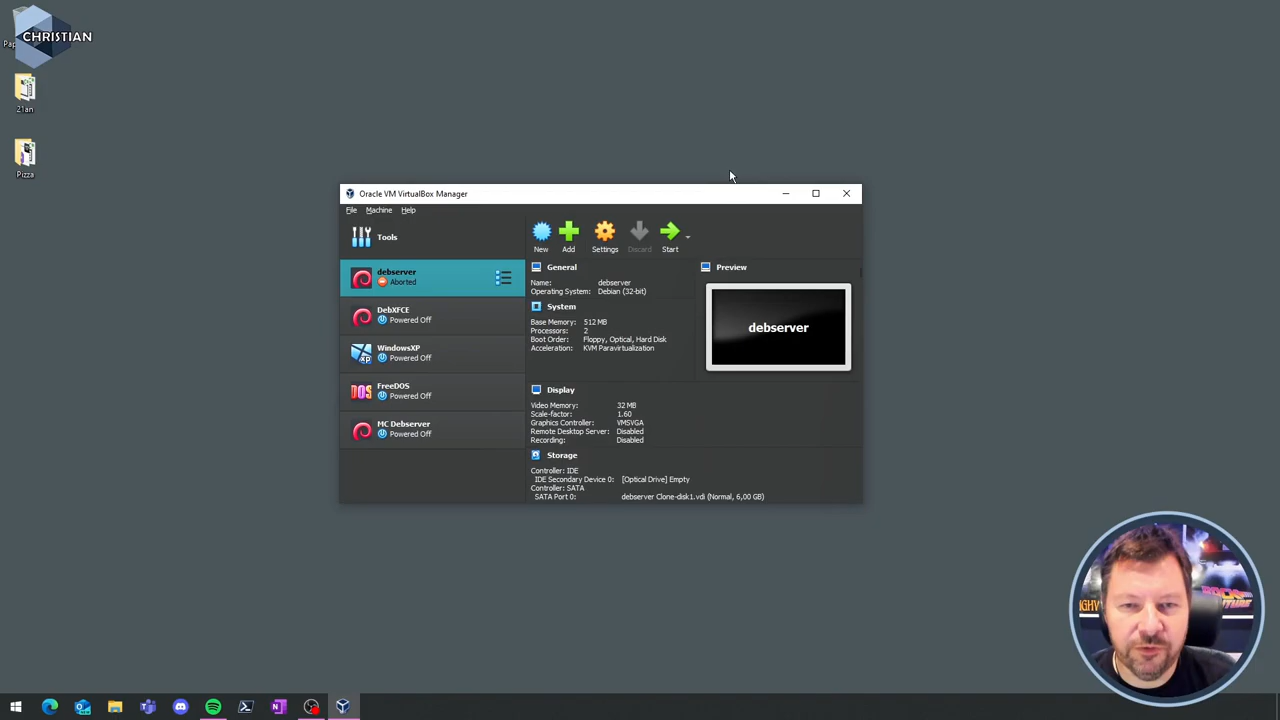 CHRISTIAN
Pap
21an
Pizza
Oracle VM VirtualBox Manager
File Machine Help
Tools
New Add Settings Discard Start
debserver
Aborted
DebXFCE
Powered Off
WindowsXP
Powered Off
FreeDOS
Powered Off
MC Debserver
Powered Off
General
Name: debserver
Operating System: Debian (32-bit)
System
Base Memory: 512 MB
Processors: 2
Boot Order: Floppy, Optical, Hard Disk
Acceleration: KVM Paravirtualization
Preview
debserver
Display
Video Memory: 32 MB
Scale-factor: 1.60
Graphics Controller: VMSVGA
Remote Desktop Server: Disabled
Recording: Disabled
Storage
Controller: IDE
IDE Secondary Device 0: [Optical Drive] Empty
Controller: SATA
SATA Port 0: debserver Clone-disk1.vdi (Normal, 6,00 GB)